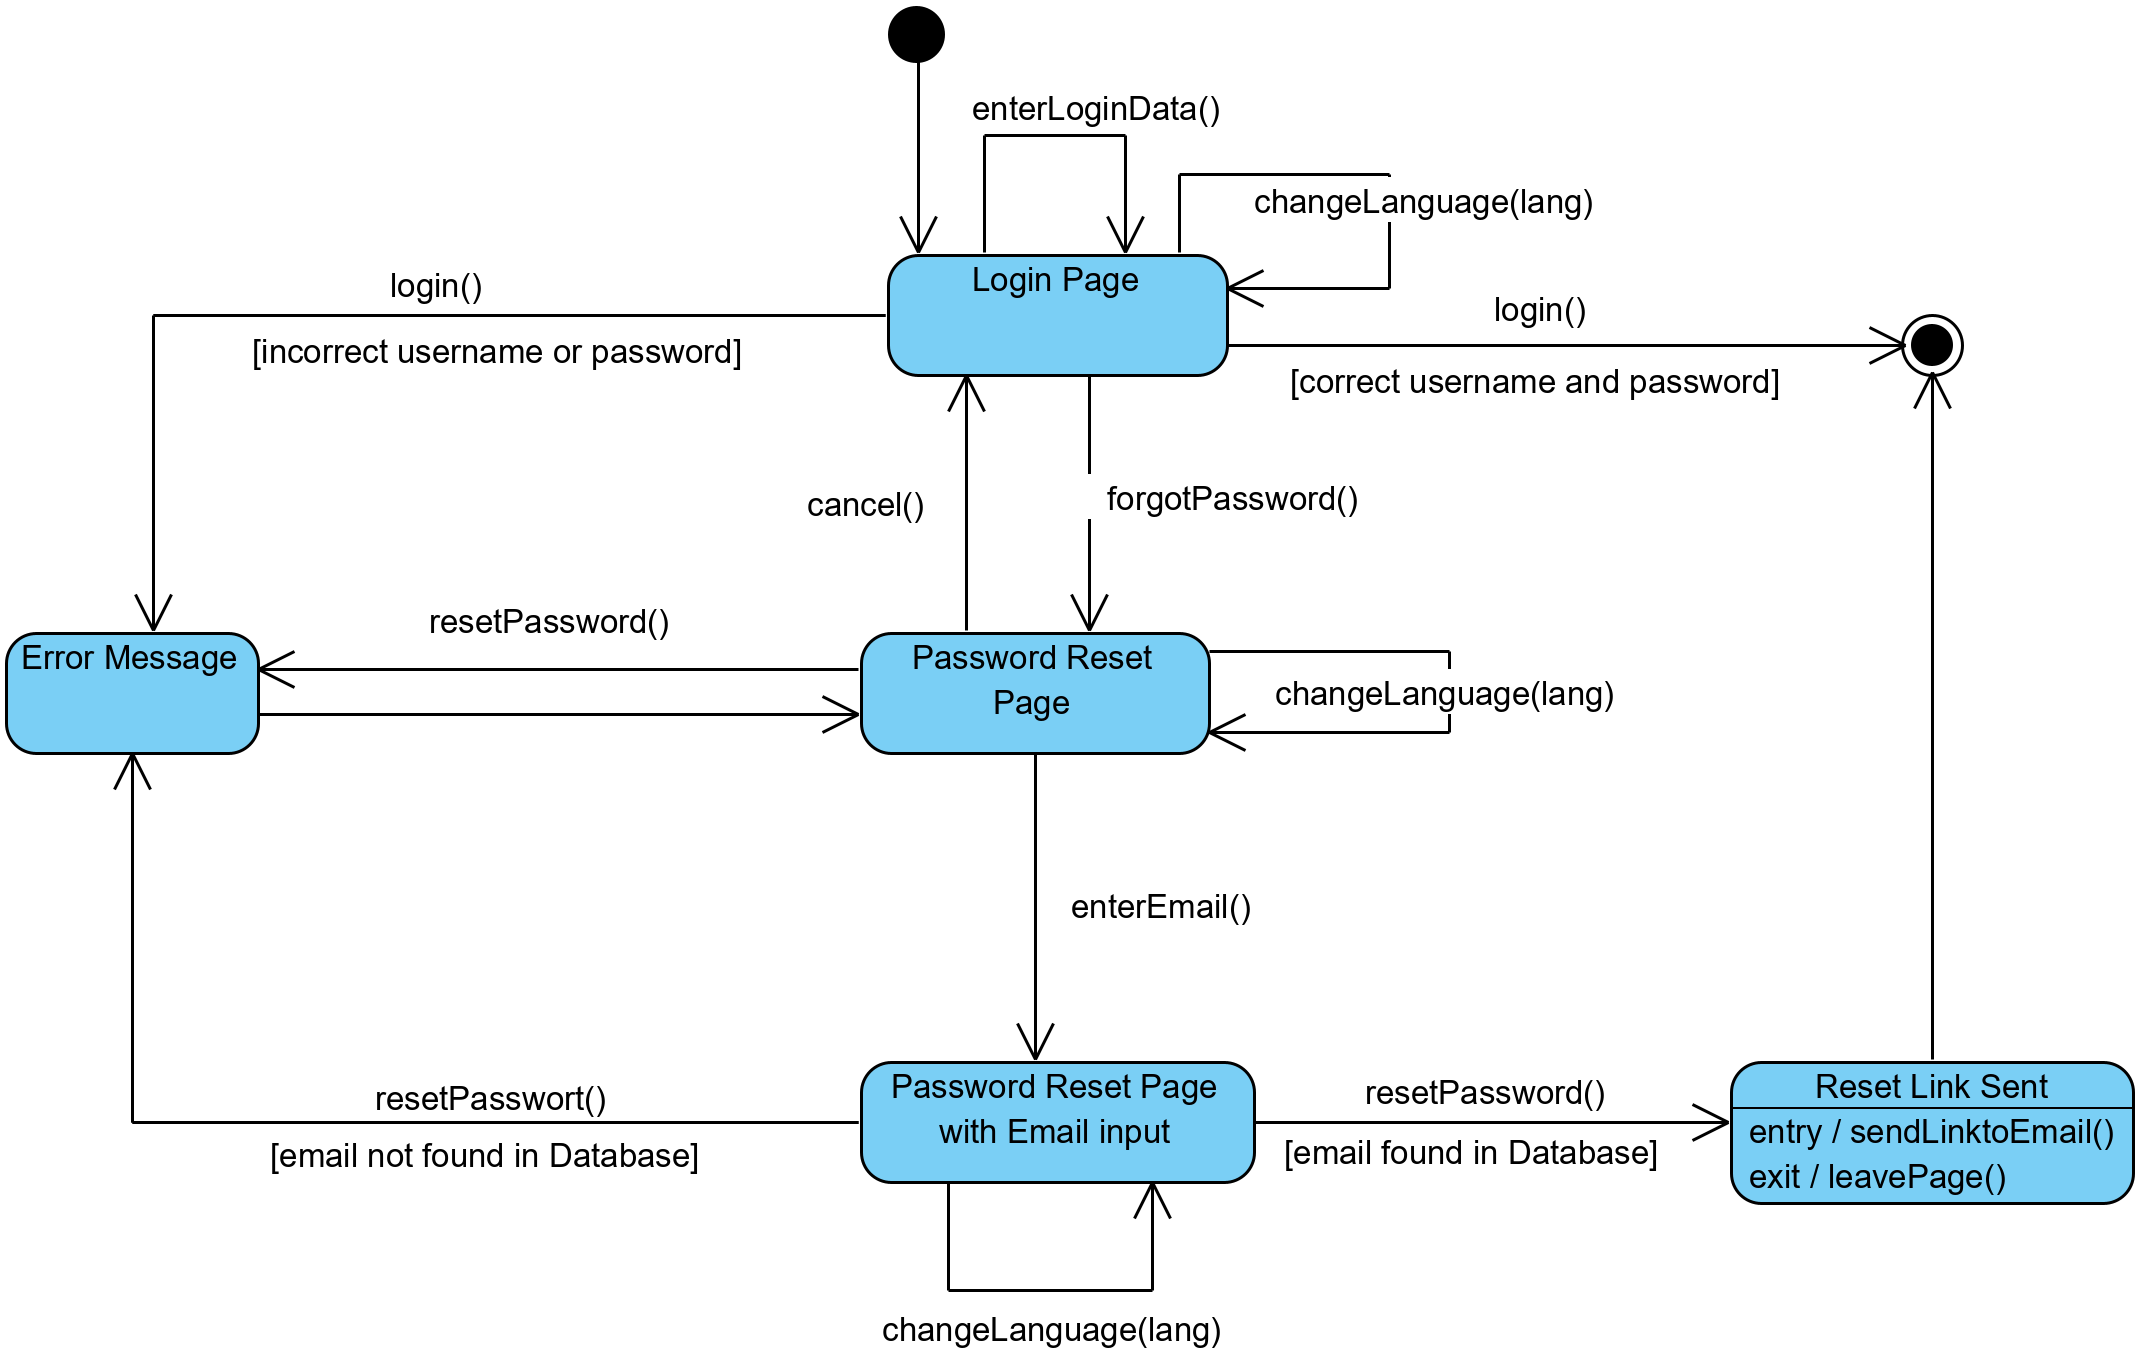 enterLoginData()
changeLanguage(lang)
Login Page
login()
[incorrect username or password]
login()
[correct username and password]
cancel()
forgotPassword()
resetPassword()
Error Message
Password Reset
Page
changeLanguage(lang)
enterEmail()
resetPasswort()
[email not found in Database]
Password Reset Page
with Email input
resetPassword()
[email found in Database]
Reset Link Sent
entry / sendLinktoEmail()
exit / leavePage()
changeLanguage(lang)